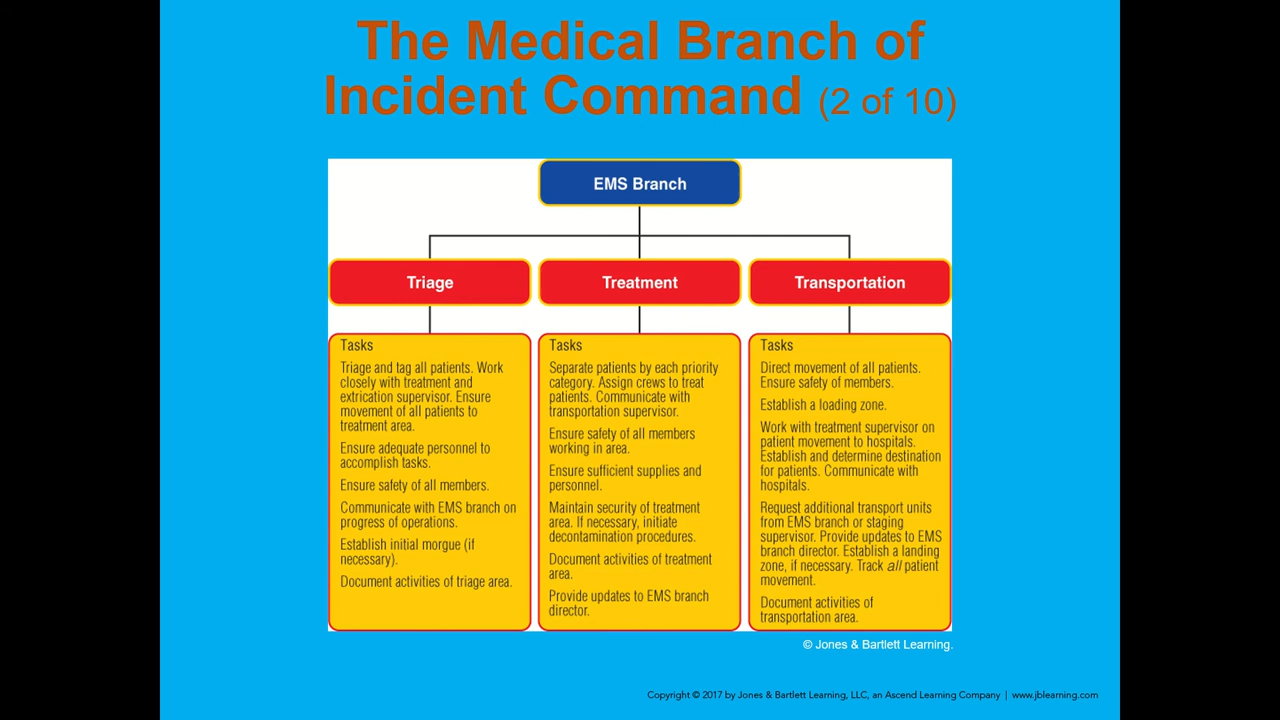 The Medical Branch of
Incident Command (2 of 10)
EMS Branch
Triage
Treatment
Transportation
Tasks
Triage and tag all patients. Work
closely with treatment and
extrication supervisor. Ensure
movement of all patients to
treatment area.
Ensure adequate personnel to
accomplish tasks.
Ensure safety of all members.
Communicate with EMS branch on
progress of operations.
Establish initial morgue (if
necessary).
Document activities of triage area.
Tasks
Separate patients by each priority
category. Assign crews to treat
patients. Communicate with
transportation supervisor.
Ensure safety of all members
working in area.
Ensure sufficient supplies and
personnel.
Maintain security of treatment
area. If necessary, initiate
decontamination procedures.
Document activities of treatment
area.
Provide updates to EMS branch
director.
Tasks
Direct movement of all patients.
Ensure safety of members.
Establish a loading zone.
Work with treatment supervisor on
patient movement to hospitals.
Establish and determine destination
for patients. Communicate with
hospitals.
Request additional transport units
from EMS branch or staging
supervisor. Provide updates to EMS
branch director. Establish a landing
zone, if necessary. Track all patient
movement.
Document activities of
transportation area.
© Jones & Bartlett Learning.
Copyright © 2017 by Jones & Bartlett Learning, LLC, an Ascend Learning Company | www.jblearning.com